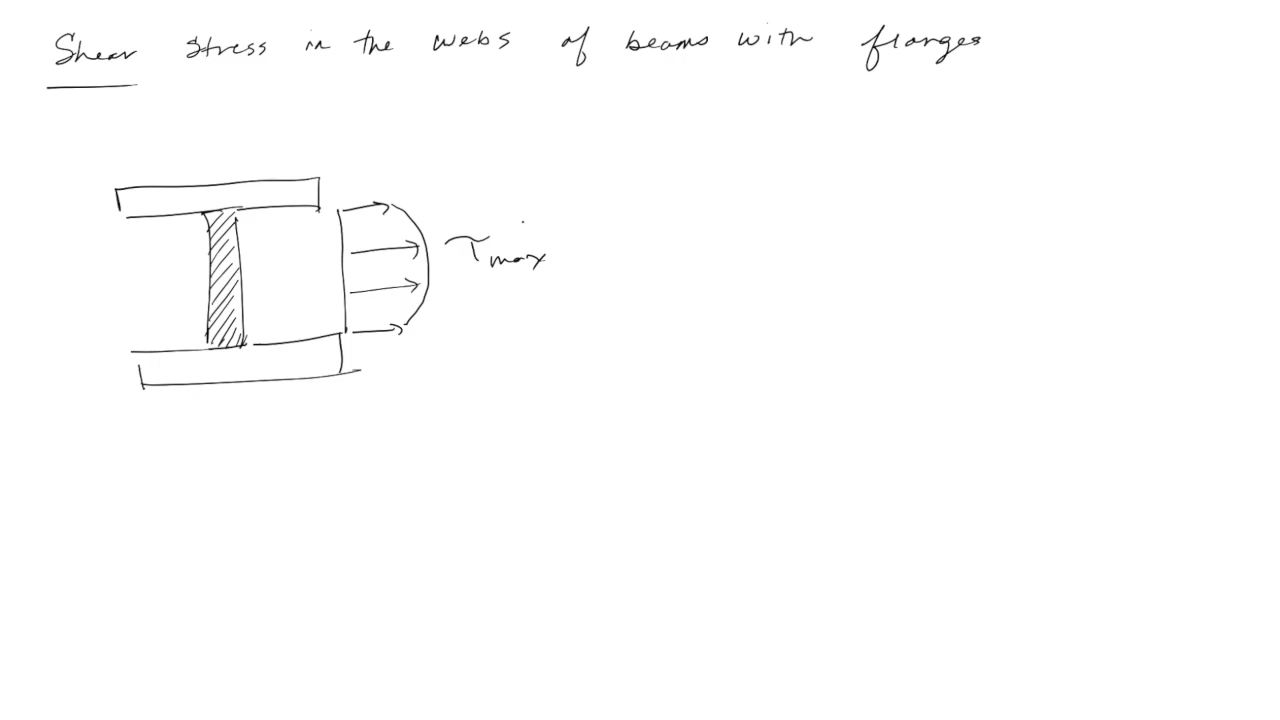 Shear stress in the webs of beams with flanges
τmax